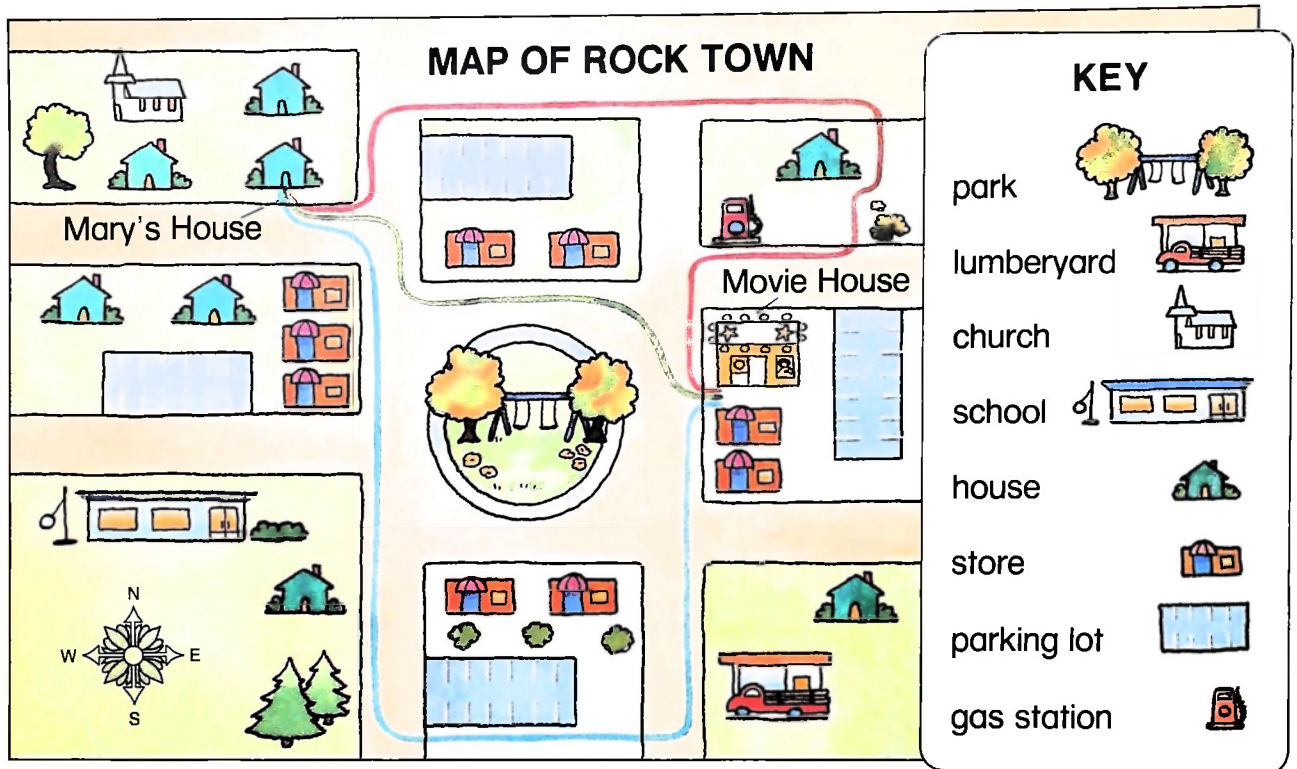 MAP OF ROCK TOWN
Mary's House
Movie House
N
W E
S
KEY
park
lumberyard
church
school
house
store
parking lot
gas station